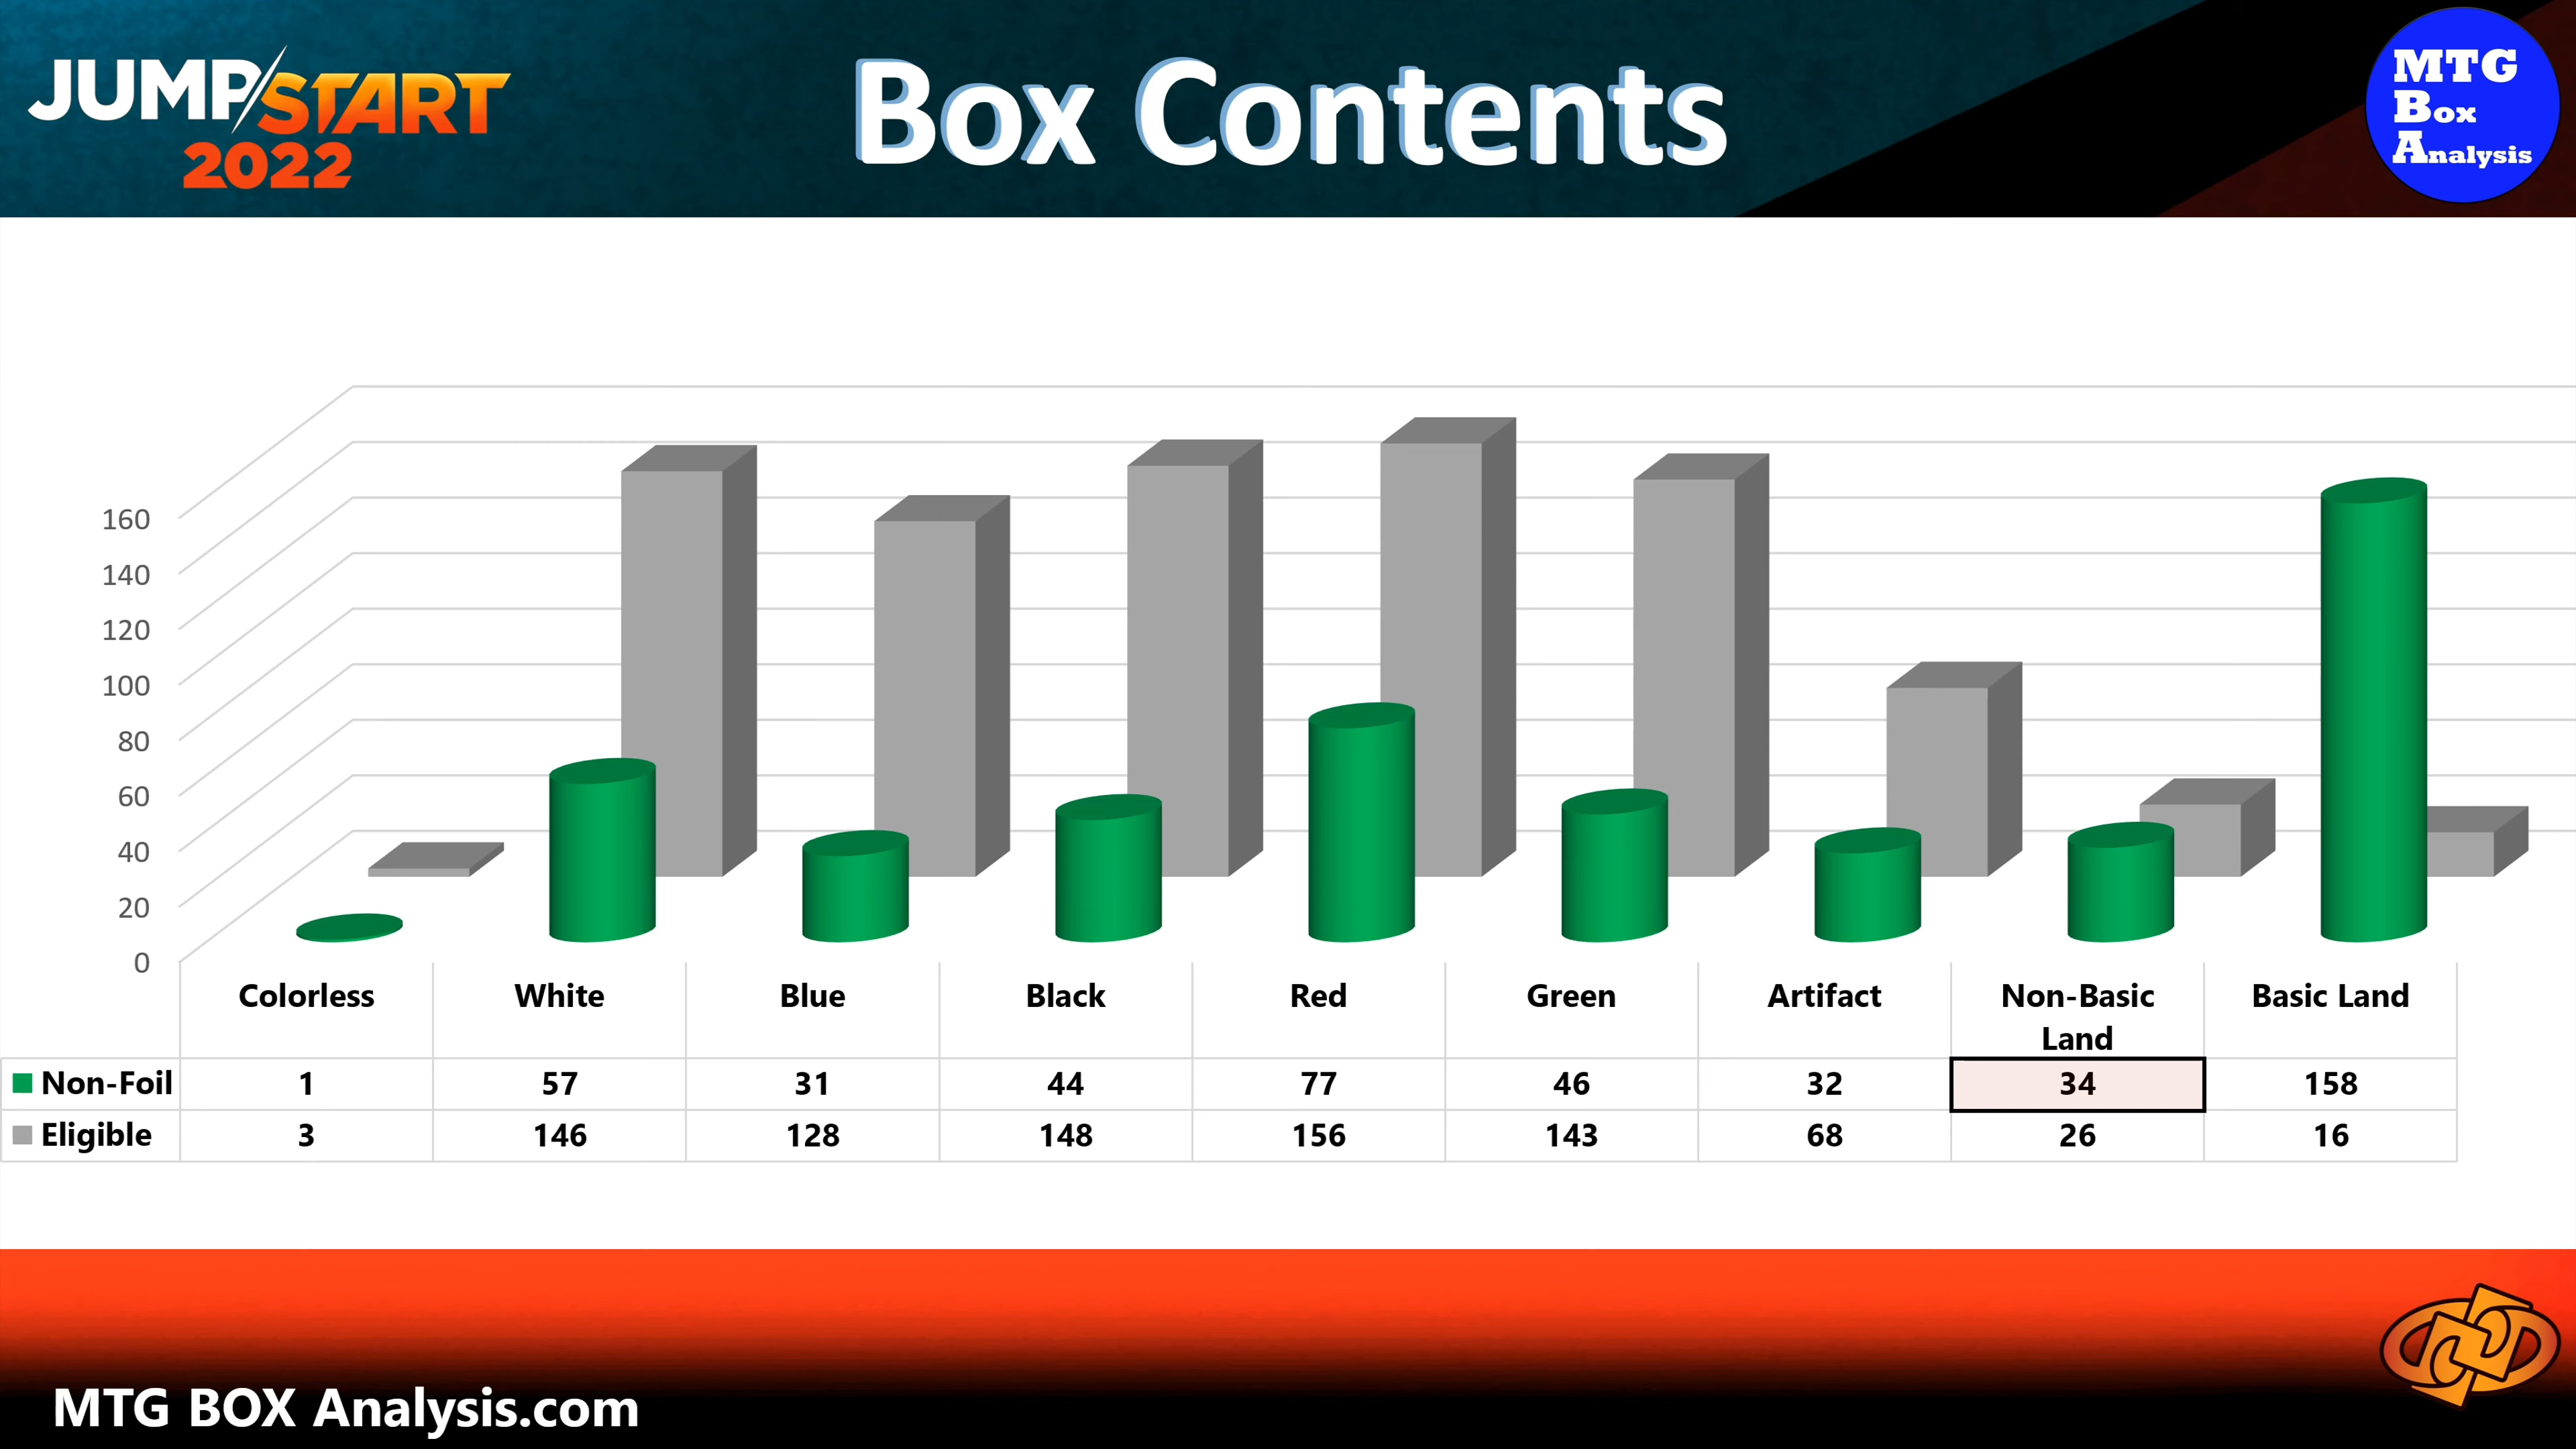 JUMP/START
2022
Box Contents
MTG
Box
Analysis
160
140
120
100
80
60
40
20
0
Colorless White Blue Black Red Green Artifact Non-Basic Land Basic Land
Non-Foil 1 57 31 44 77 46 32 34 158
Eligible 3 146 128 148 156 143 68 26 16
MTG BOX Analysis.com